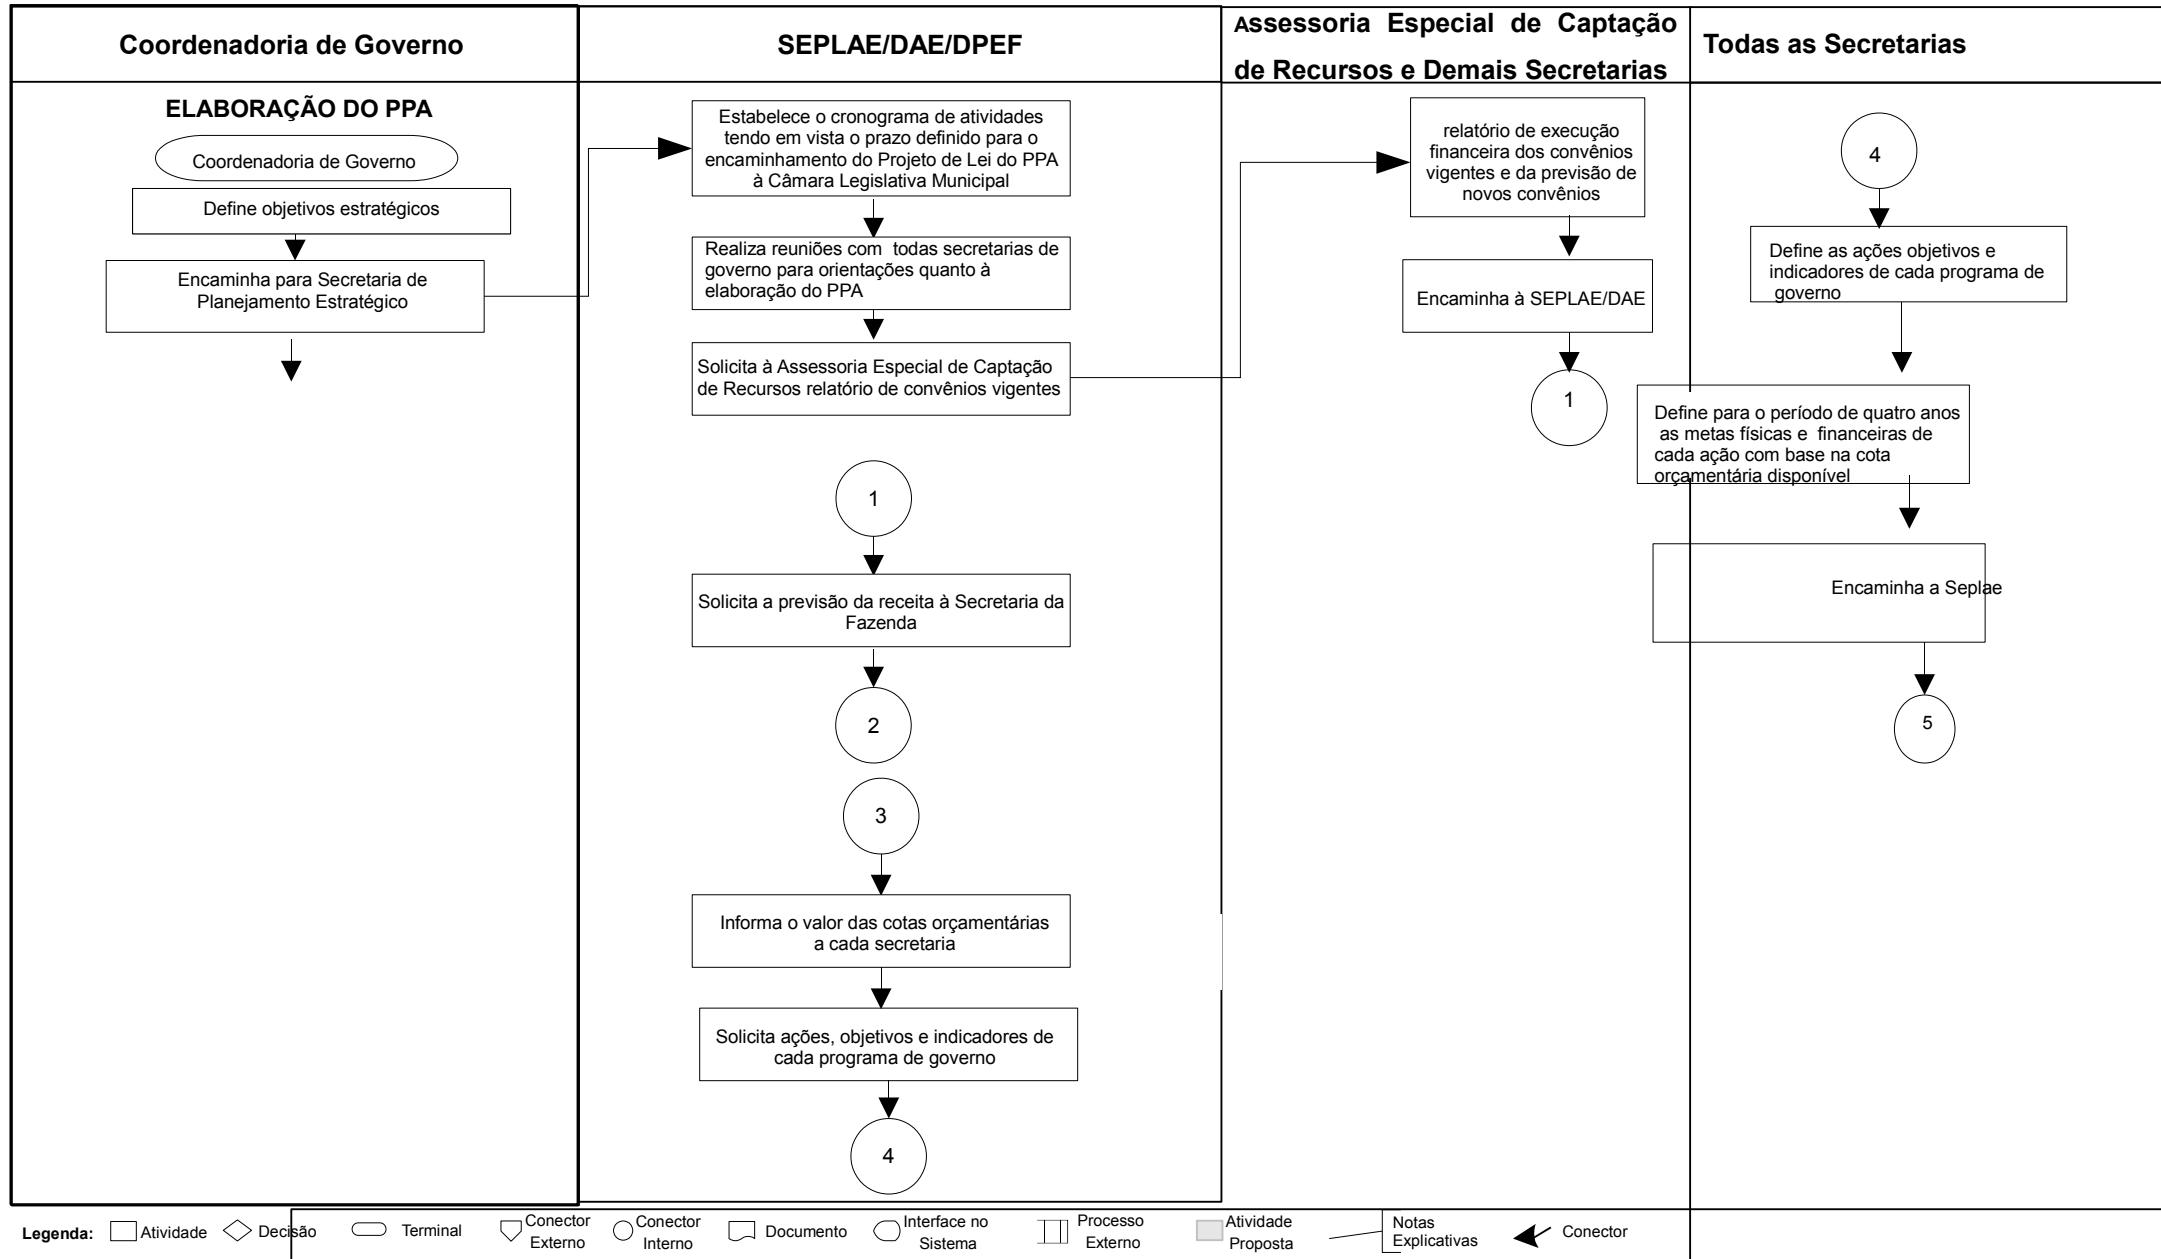 Coordenadoria de Governo
SEPLAE/DAE/DPEF
Assessoria Especial de Captação
de Recursos e Demais Secretarias
Todas as Secretarias
ELABORAÇÃO DO PPA
Coordenadoria de Governo
Define objetivos estratégicos
Encaminha para Secretaria de
Planejamento Estratégico
Estabelece o cronograma de atividades
tendo em vista o prazo definido para o
encaminhamento do Projeto de Lei do PPA
à Câmara Legislativa Municipal
Realiza reuniões com todas secretarias de
governo para orientações quanto à
elaboração do PPA
Solicita à Assessoria Especial de Captação
de Recursos relatório de convênios vigentes
1
Solicita a previsão da receita à Secretaria da
Fazenda
2
3
Informa o valor das cotas orçamentárias
a cada secretaria
Solicita ações, objetivos e indicadores de
cada programa de governo
4
relatório de execução
financeira dos convênios
vigentes e da previsão de
novos convênios
Encaminha à SEPLAE/DAE
1
4
Define as ações objetivos e
indicadores de cada programa de
governo
Define para o período de quatro anos
as metas físicas e financeiras de
cada ação com base na cota
orçamentária disponível
Encaminha a Seplae
5
Legenda:
Atividade
Decisão
Terminal
Conector
Externo
Conector
Interno
Documento
Interface no
Sistema
Processo
Externo
Atividade
Proposta
Notas
Explicativas
Conector